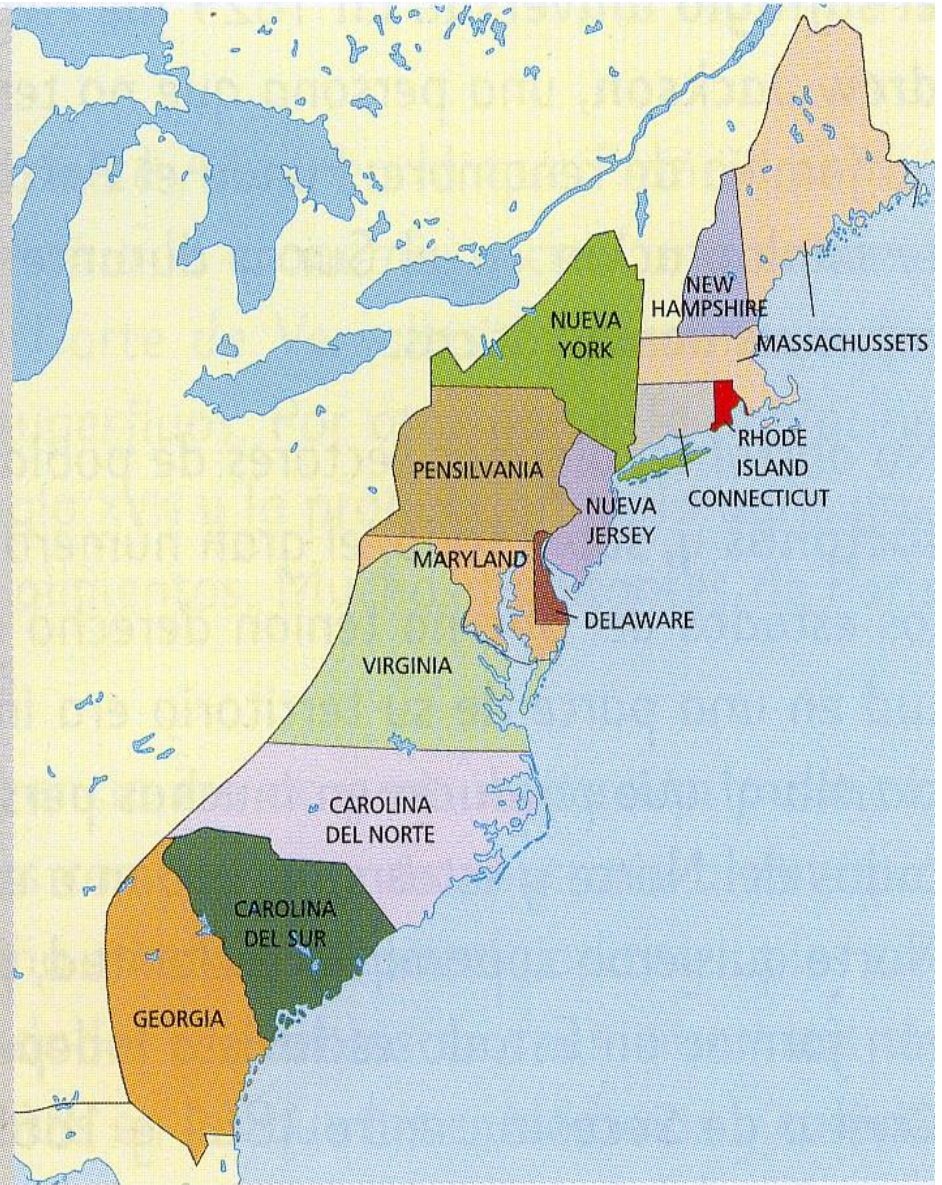 NEW
HAMPSHIRE
NUEVA
YORK
MASSACHUSSETS
RHODE
ISLAND
CONNECTICUT
PENSILVANIA
NUEVA
JERSEY
MARYLAND
DELAWARE
VIRGINIA
CAROLINA
DEL NORTE
CAROLINA
DEL SUR
GEORGIA